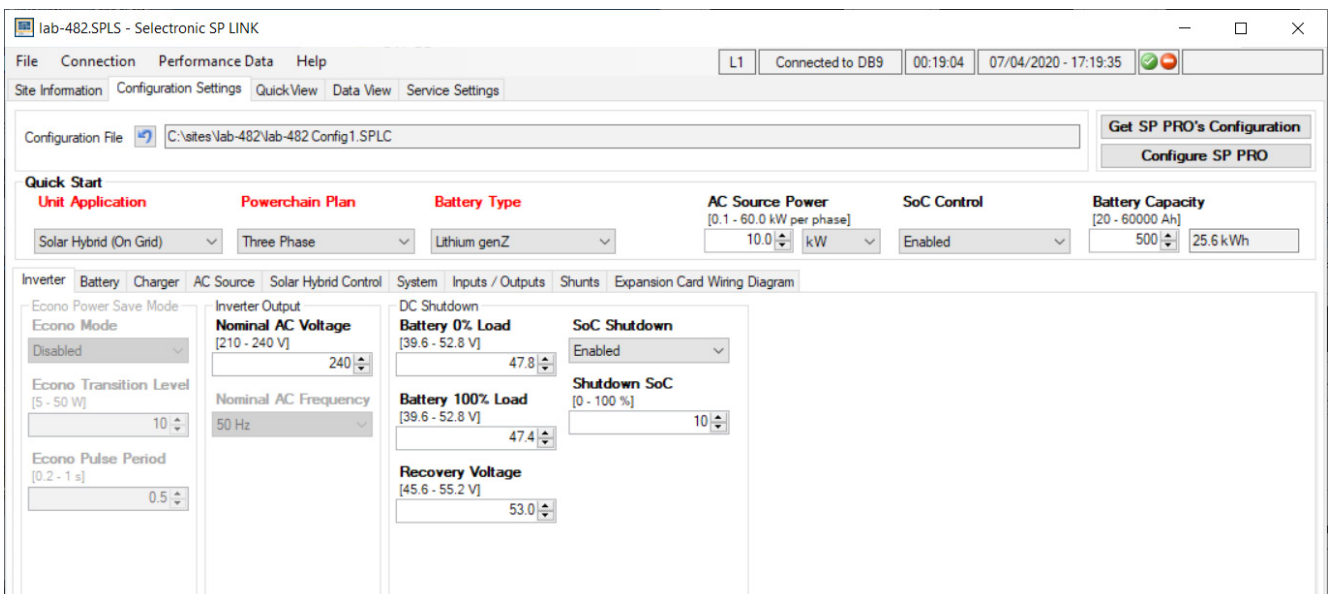 lab-482.SPLS - Selectronic SP LINK
File Connection Performance Data Help L1 Connected to DB9 00:19:04 07/04/2020 - 17:19:35
Site Information Configuration Settings QuickView Data View Service Settings
Configuration File C:\sites\lab-482\lab-482 Config1.SPLC
Get SP PRO's Configuration
Configure SP PRO
Quick Start
Unit Application Powerchain Plan Battery Type AC Source Power SoC Control Battery Capacity
[0.1 - 60.0 kW per phase] [20 - 60000 Ah]
Solar Hybrid (On Grid) Three Phase Lithium genZ 10.0 kW Enabled 500 25.6 kWh
Inverter Battery Charger AC Source Solar Hybrid Control System Inputs / Outputs Shunts Expansion Card Wiring Diagram
Econo Power Save Mode
Econo Mode
Disabled
Econo Transition Level
[5 - 50 W]
10
Econo Pulse Period
[0.2 - 1 s]
0.5
Inverter Output
Nominal AC Voltage
[210 - 240 V]
240
Nominal AC Frequency
50 Hz
DC Shutdown
Battery 0% Load
[39.6 - 52.8 V]
47.8
Battery 100% Load
[39.6 - 52.8 V]
47.4
Recovery Voltage
[45.6 - 55.2 V]
53.0
SoC Shutdown
Enabled
Shutdown SoC
[0 - 100 %]
10